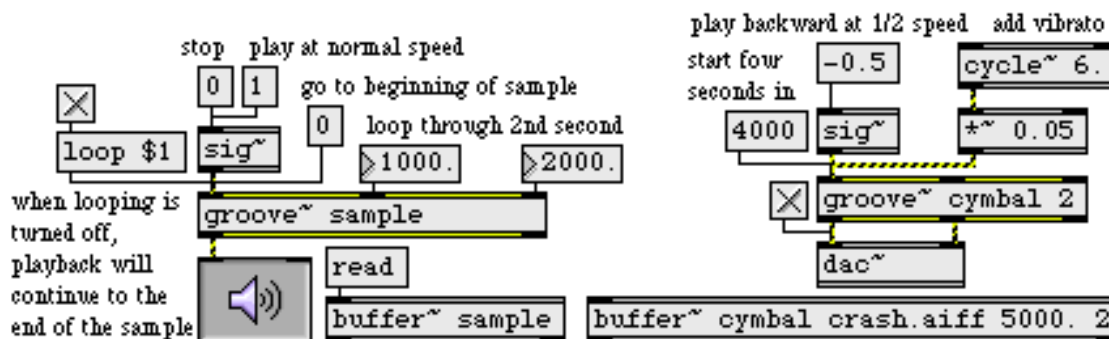 stop
play at normal speed
0
1
go to beginning of sample
0
loop $1
sig~
loop through 2nd second
1000.
2000.
when looping is
turned off,
playback will
continue to the
end of the sample
groove~ sample
read
buffer~ sample
play backward at 1/2 speed
add vibrato
start four
seconds in
-0.5
cycle~ 6.
4000
sig~
*~ 0.05
groove~ cymbal 2
dac~
buffer~ cymbal crash.aiff 5000. 2